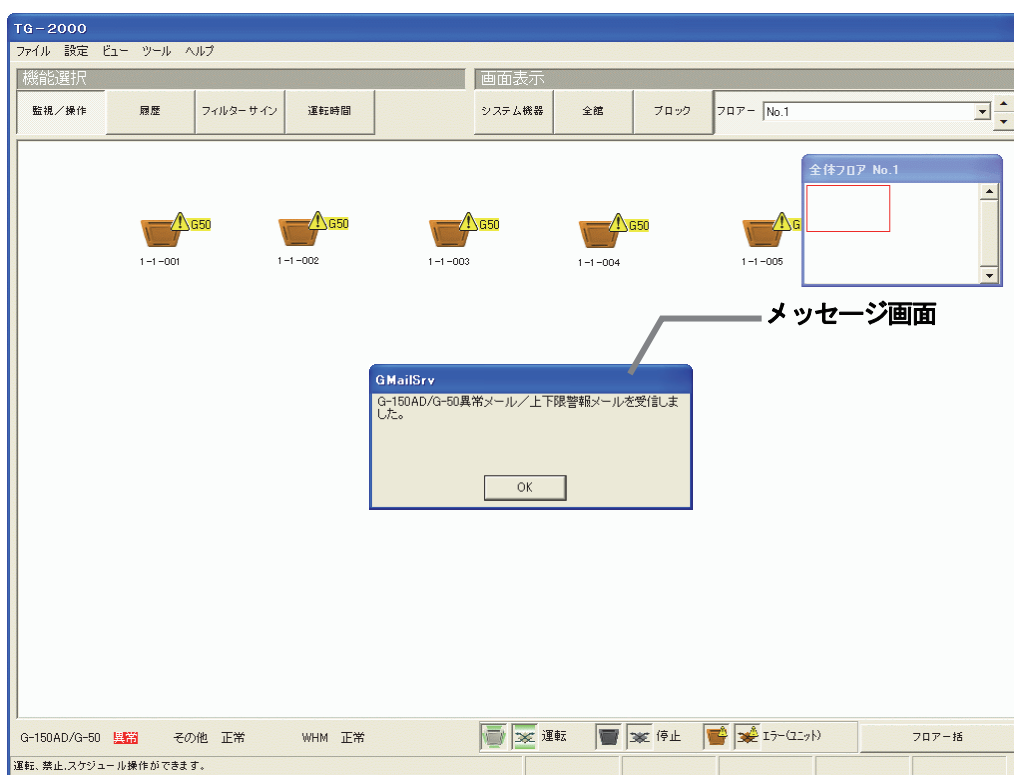 TG－2000
ファイル 設定 ビュー ツール ヘルプ
機能選択 画面表示
監視／操作 履歴 フィルターサイン 運転時間 システム機器 全館 ブロック フロアー No.1
全体フロア No.1
G50 G50 G50 G50 G
1-1-001 1-1-002 1-1-003 1-1-004 1-1-005
メッセージ画面
GMailSrv
G-150AD/G-50異常メール／上下限警報メールを受信しま
した。
OK
G-150AD/G-50 異常 その他 正常 WHM 正常 運転 停止 エラー(ユニット) フロアー括
運転、禁止、スケジュール操作ができます。